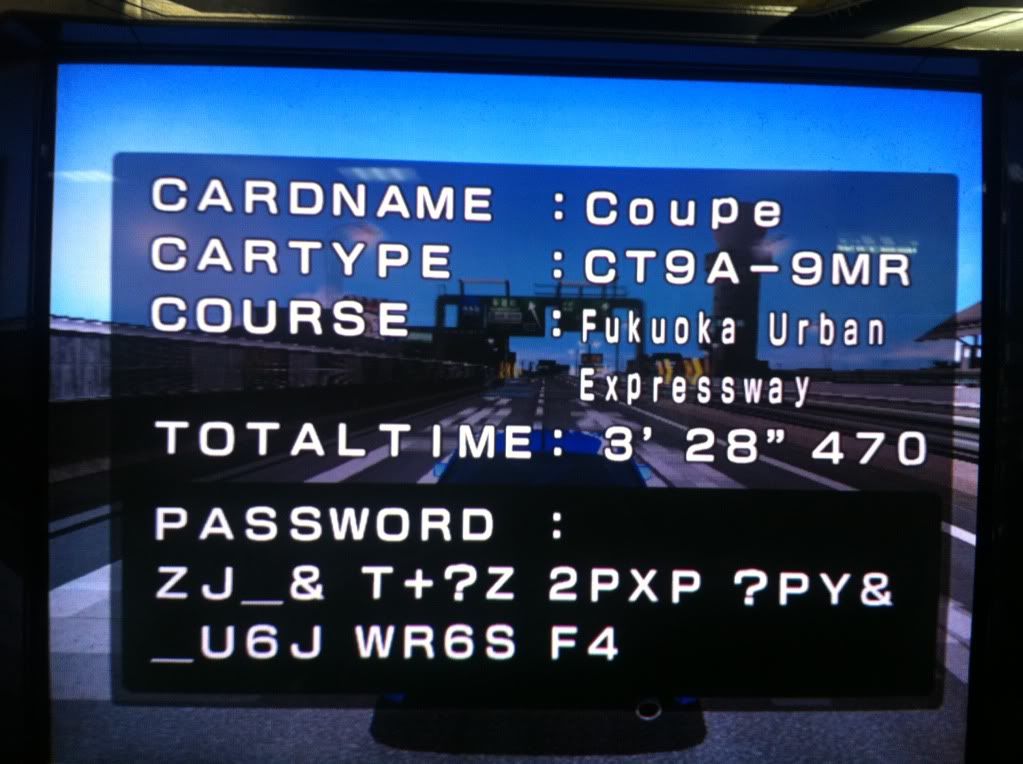 CARDNAME : Coupe
CARTYPE : CT9A-9MR
COURSE : Fukuoka Urban
Expressway
TOTALTIME: 3' 28" 470
PASSWORD :
ZJ_& T+?Z 2PXP ?PY&
_U6J WR6S F4